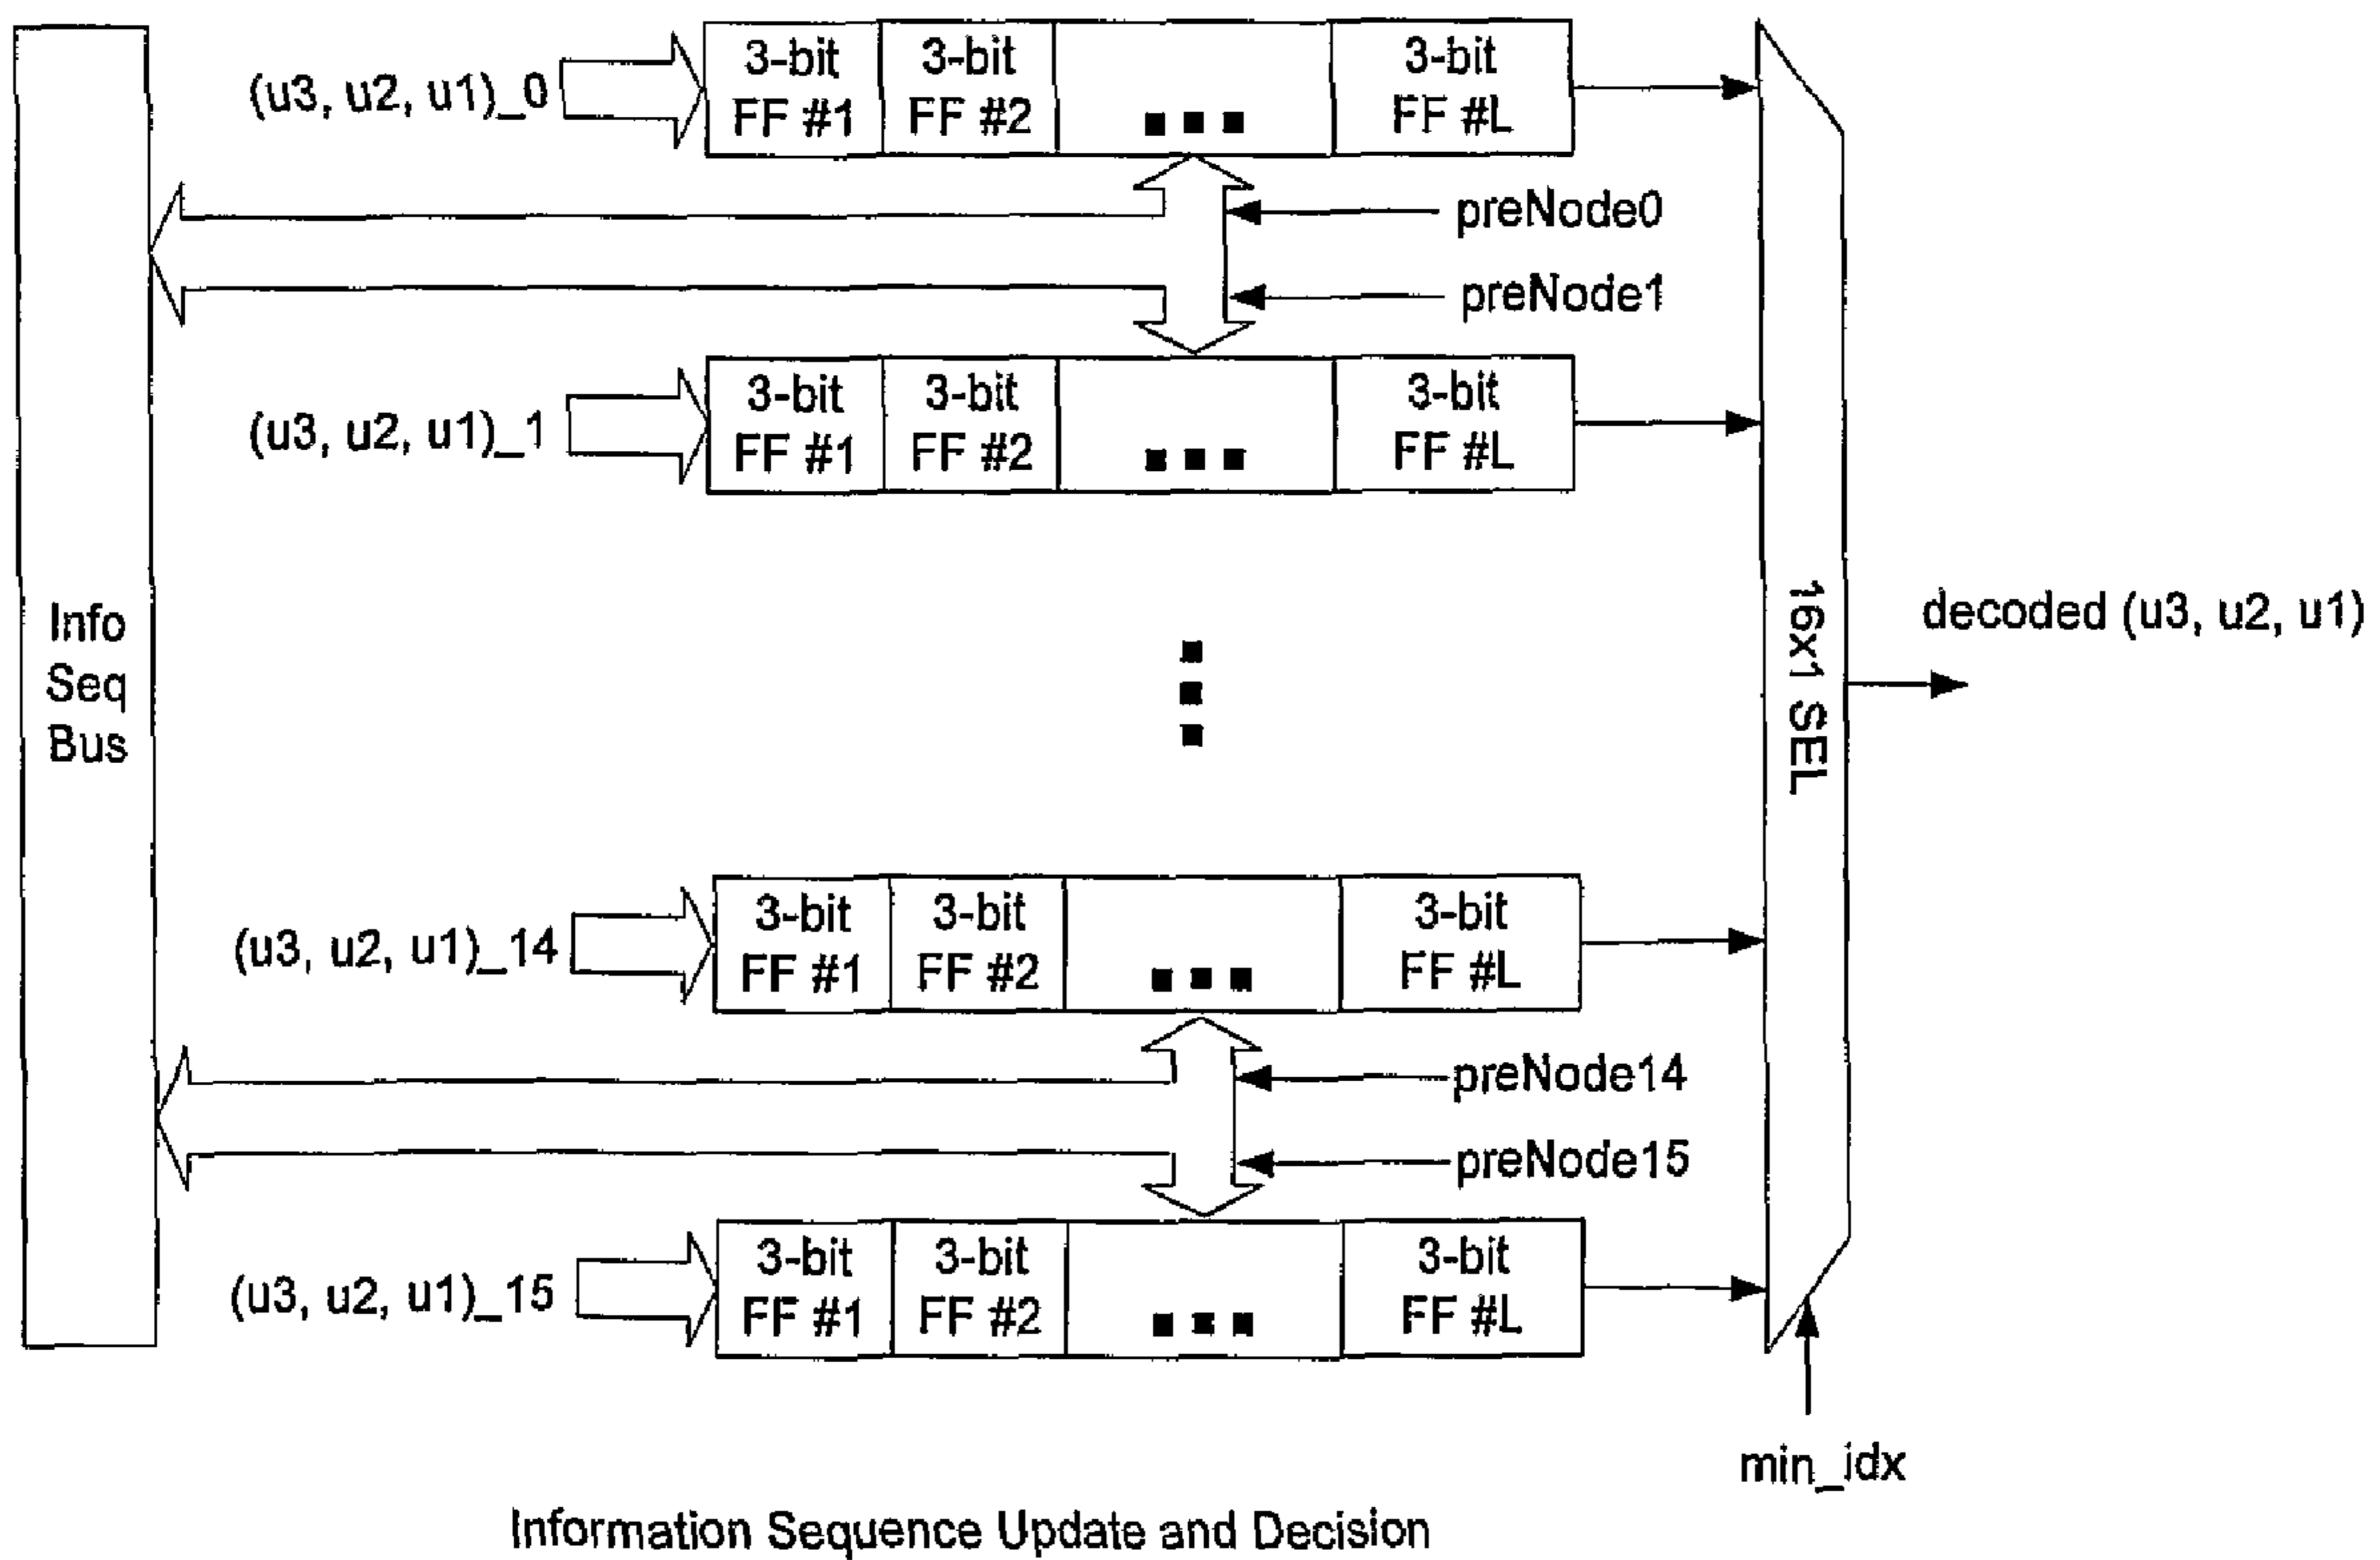 (u3, u2, u1)_0
3-bit FF #1
3-bit FF #2
3-bit FF #L
preNode0
preNode1
(u3, u2, u1)_1
3-bit FF #1
3-bit FF #2
3-bit FF #L
Info
Seq
Bus
16x1 SEL
decoded (u3, u2, u1)
(u3, u2, u1)_14
3-bit FF #1
3-bit FF #2
3-bit FF #L
preNode14
preNode15
(u3, u2, u1)_15
3-bit FF #1
3-bit FF #2
3-bit FF #L
min_idx
Information Sequence Update and Decision